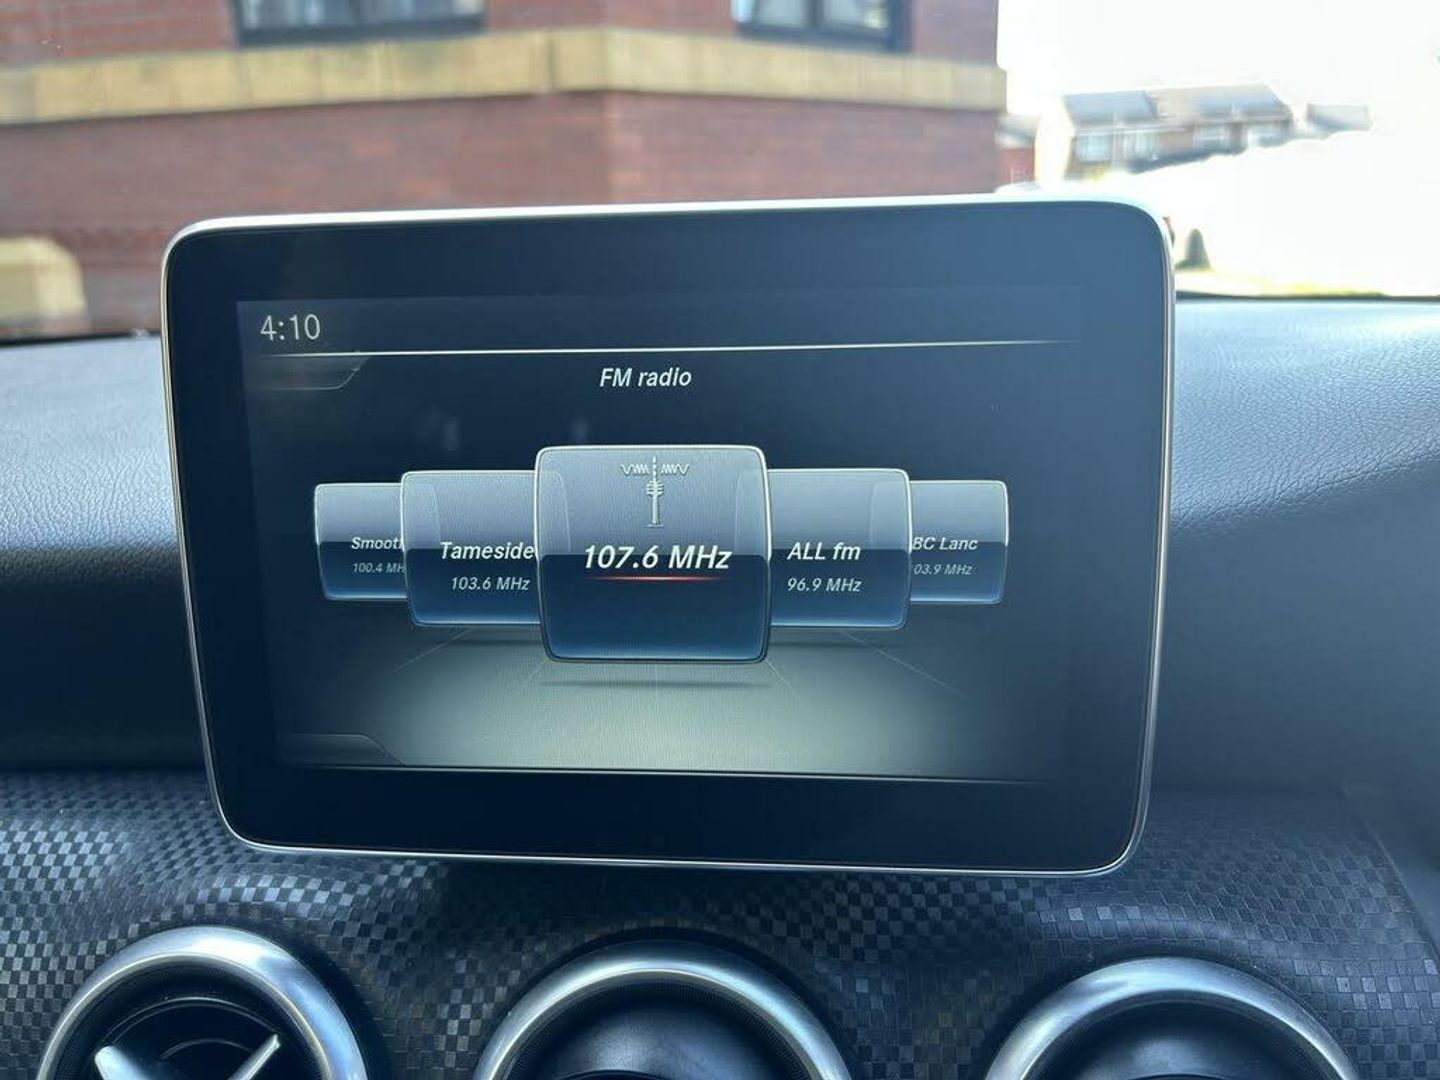 4:10
FM radio
Smooth
100.4 MH
Tameside
103.6 MHz
107.6 MHz
ALL fm
96.9 MHz
BC Lanc
03.9 MHz